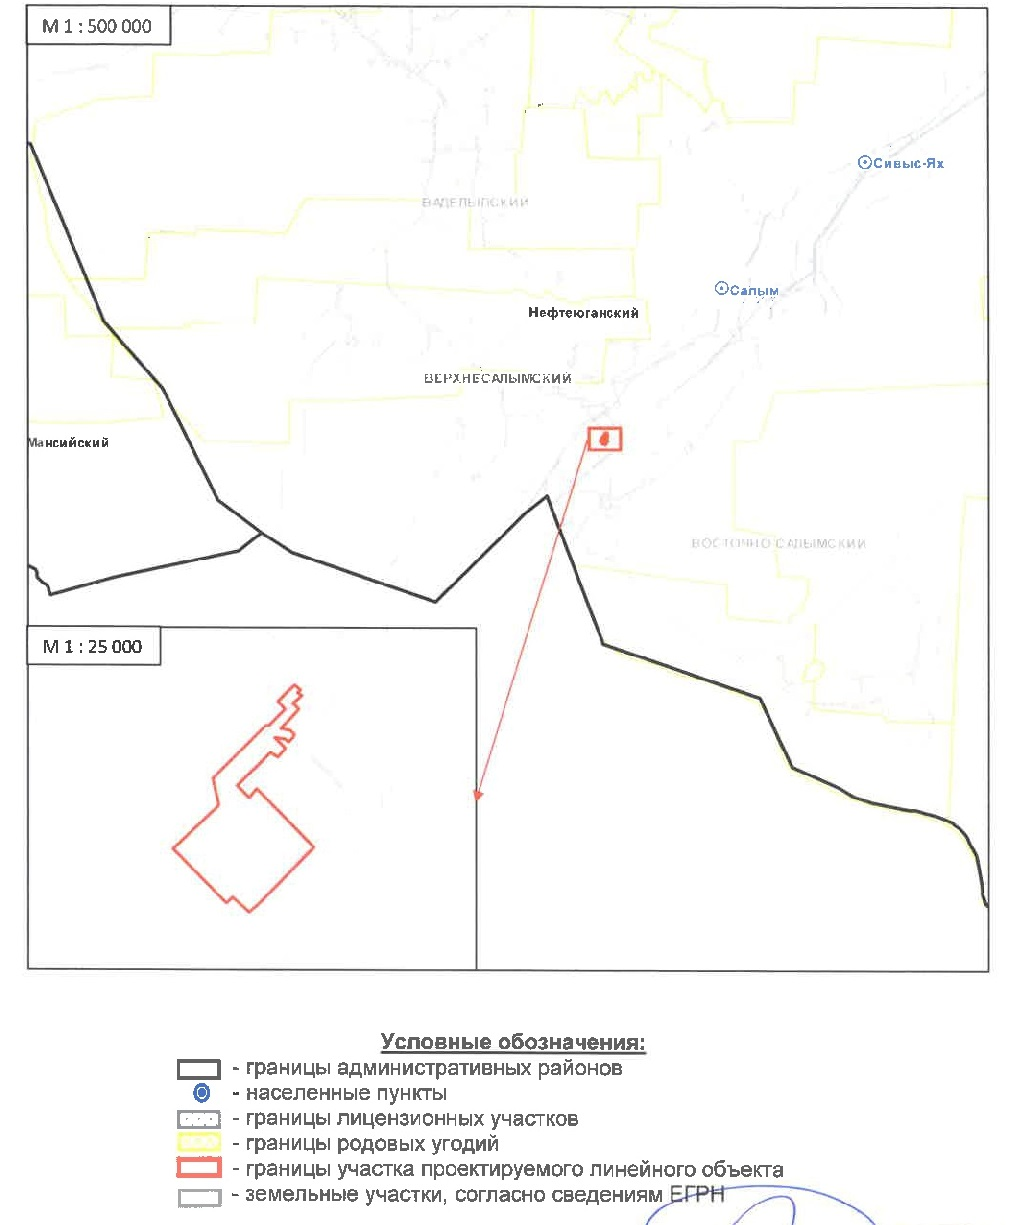 М 1 : 500 000
Сивыс-Ях
ВАДЕЛЫПСКИЙ
Салым
Нефтеюганский
ВЕРХНЕСАЛЫМСКИЙ
Мансийский
ВОСТОЧНО САЛЫМСКИЙ
М 1 : 25 000
Условные обозначения:
- границы административных районов
- населенные пункты
- границы лицензионных участков
- границы родовых угодий
- границы участка проектируемого линейного объекта
- земельные участки, согласно сведениям ЕГРН